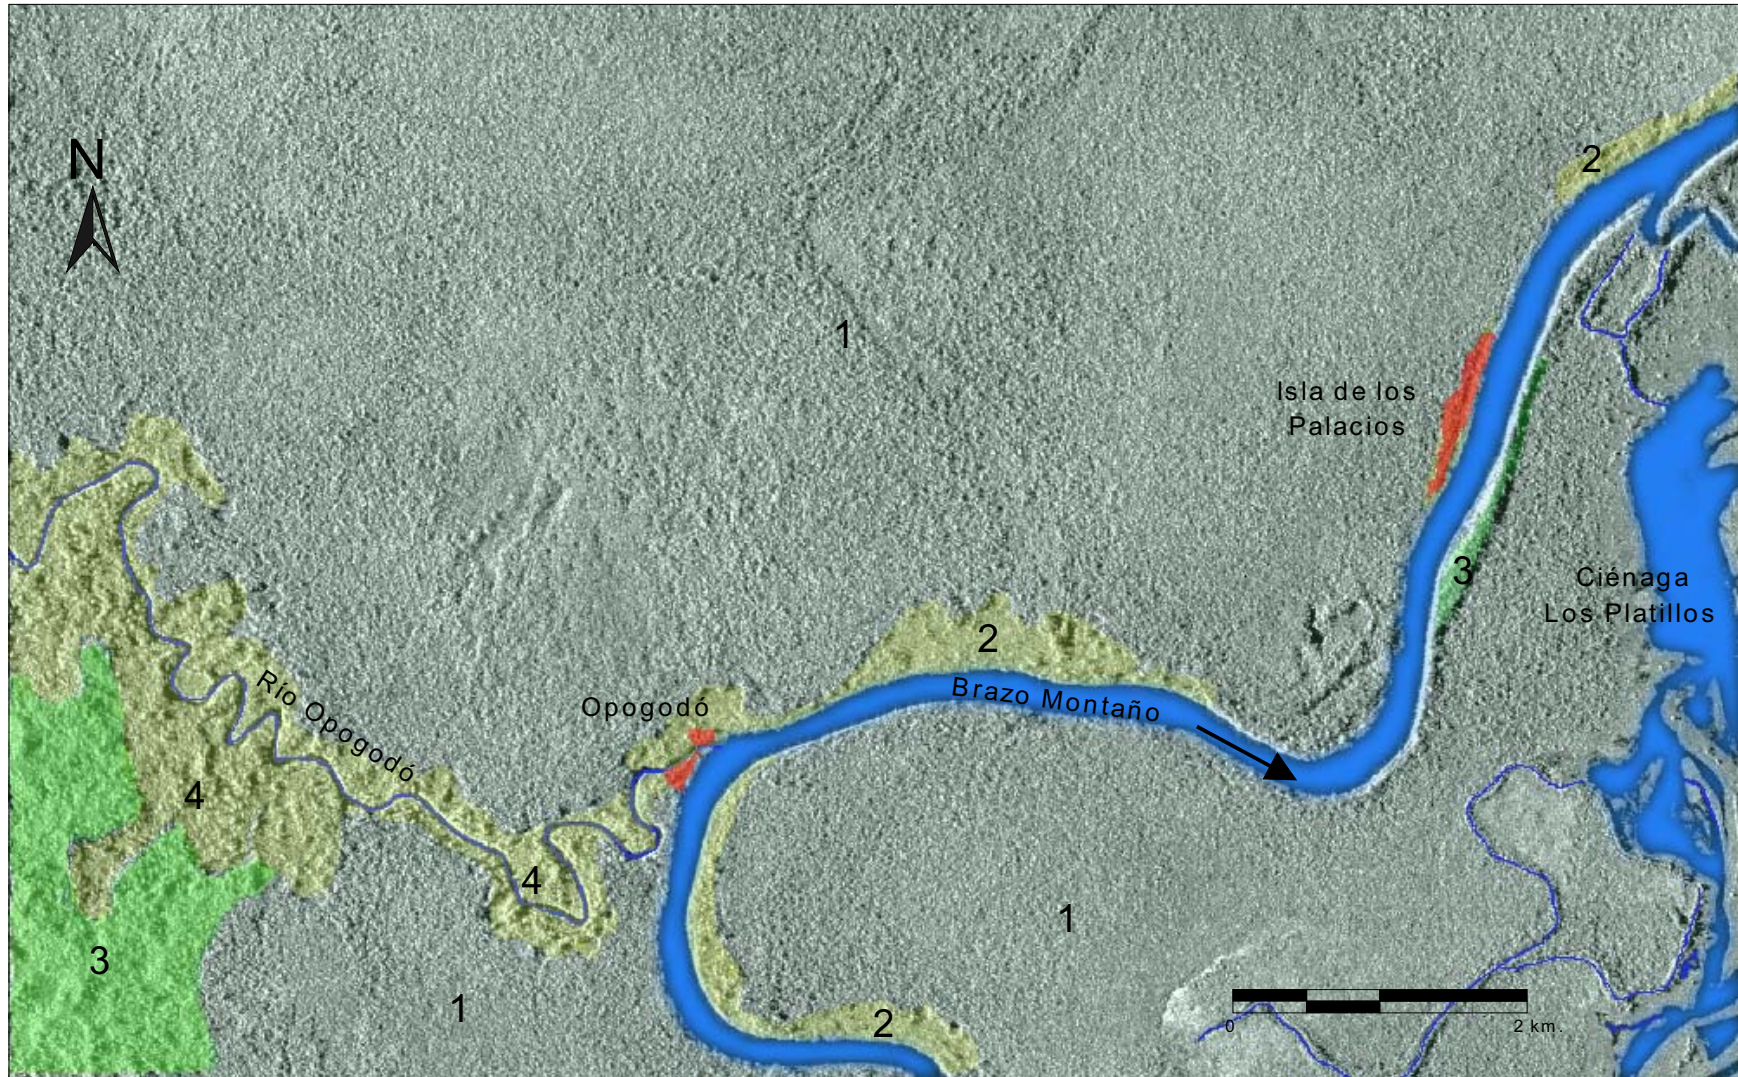 N
2
1
Isla de los
Palacios
3
Ciénaga
Los Platillos
2
Río Opogodó
Opogodó
Brazo Montaño
4
4
1
3
1
2
0
2 km.